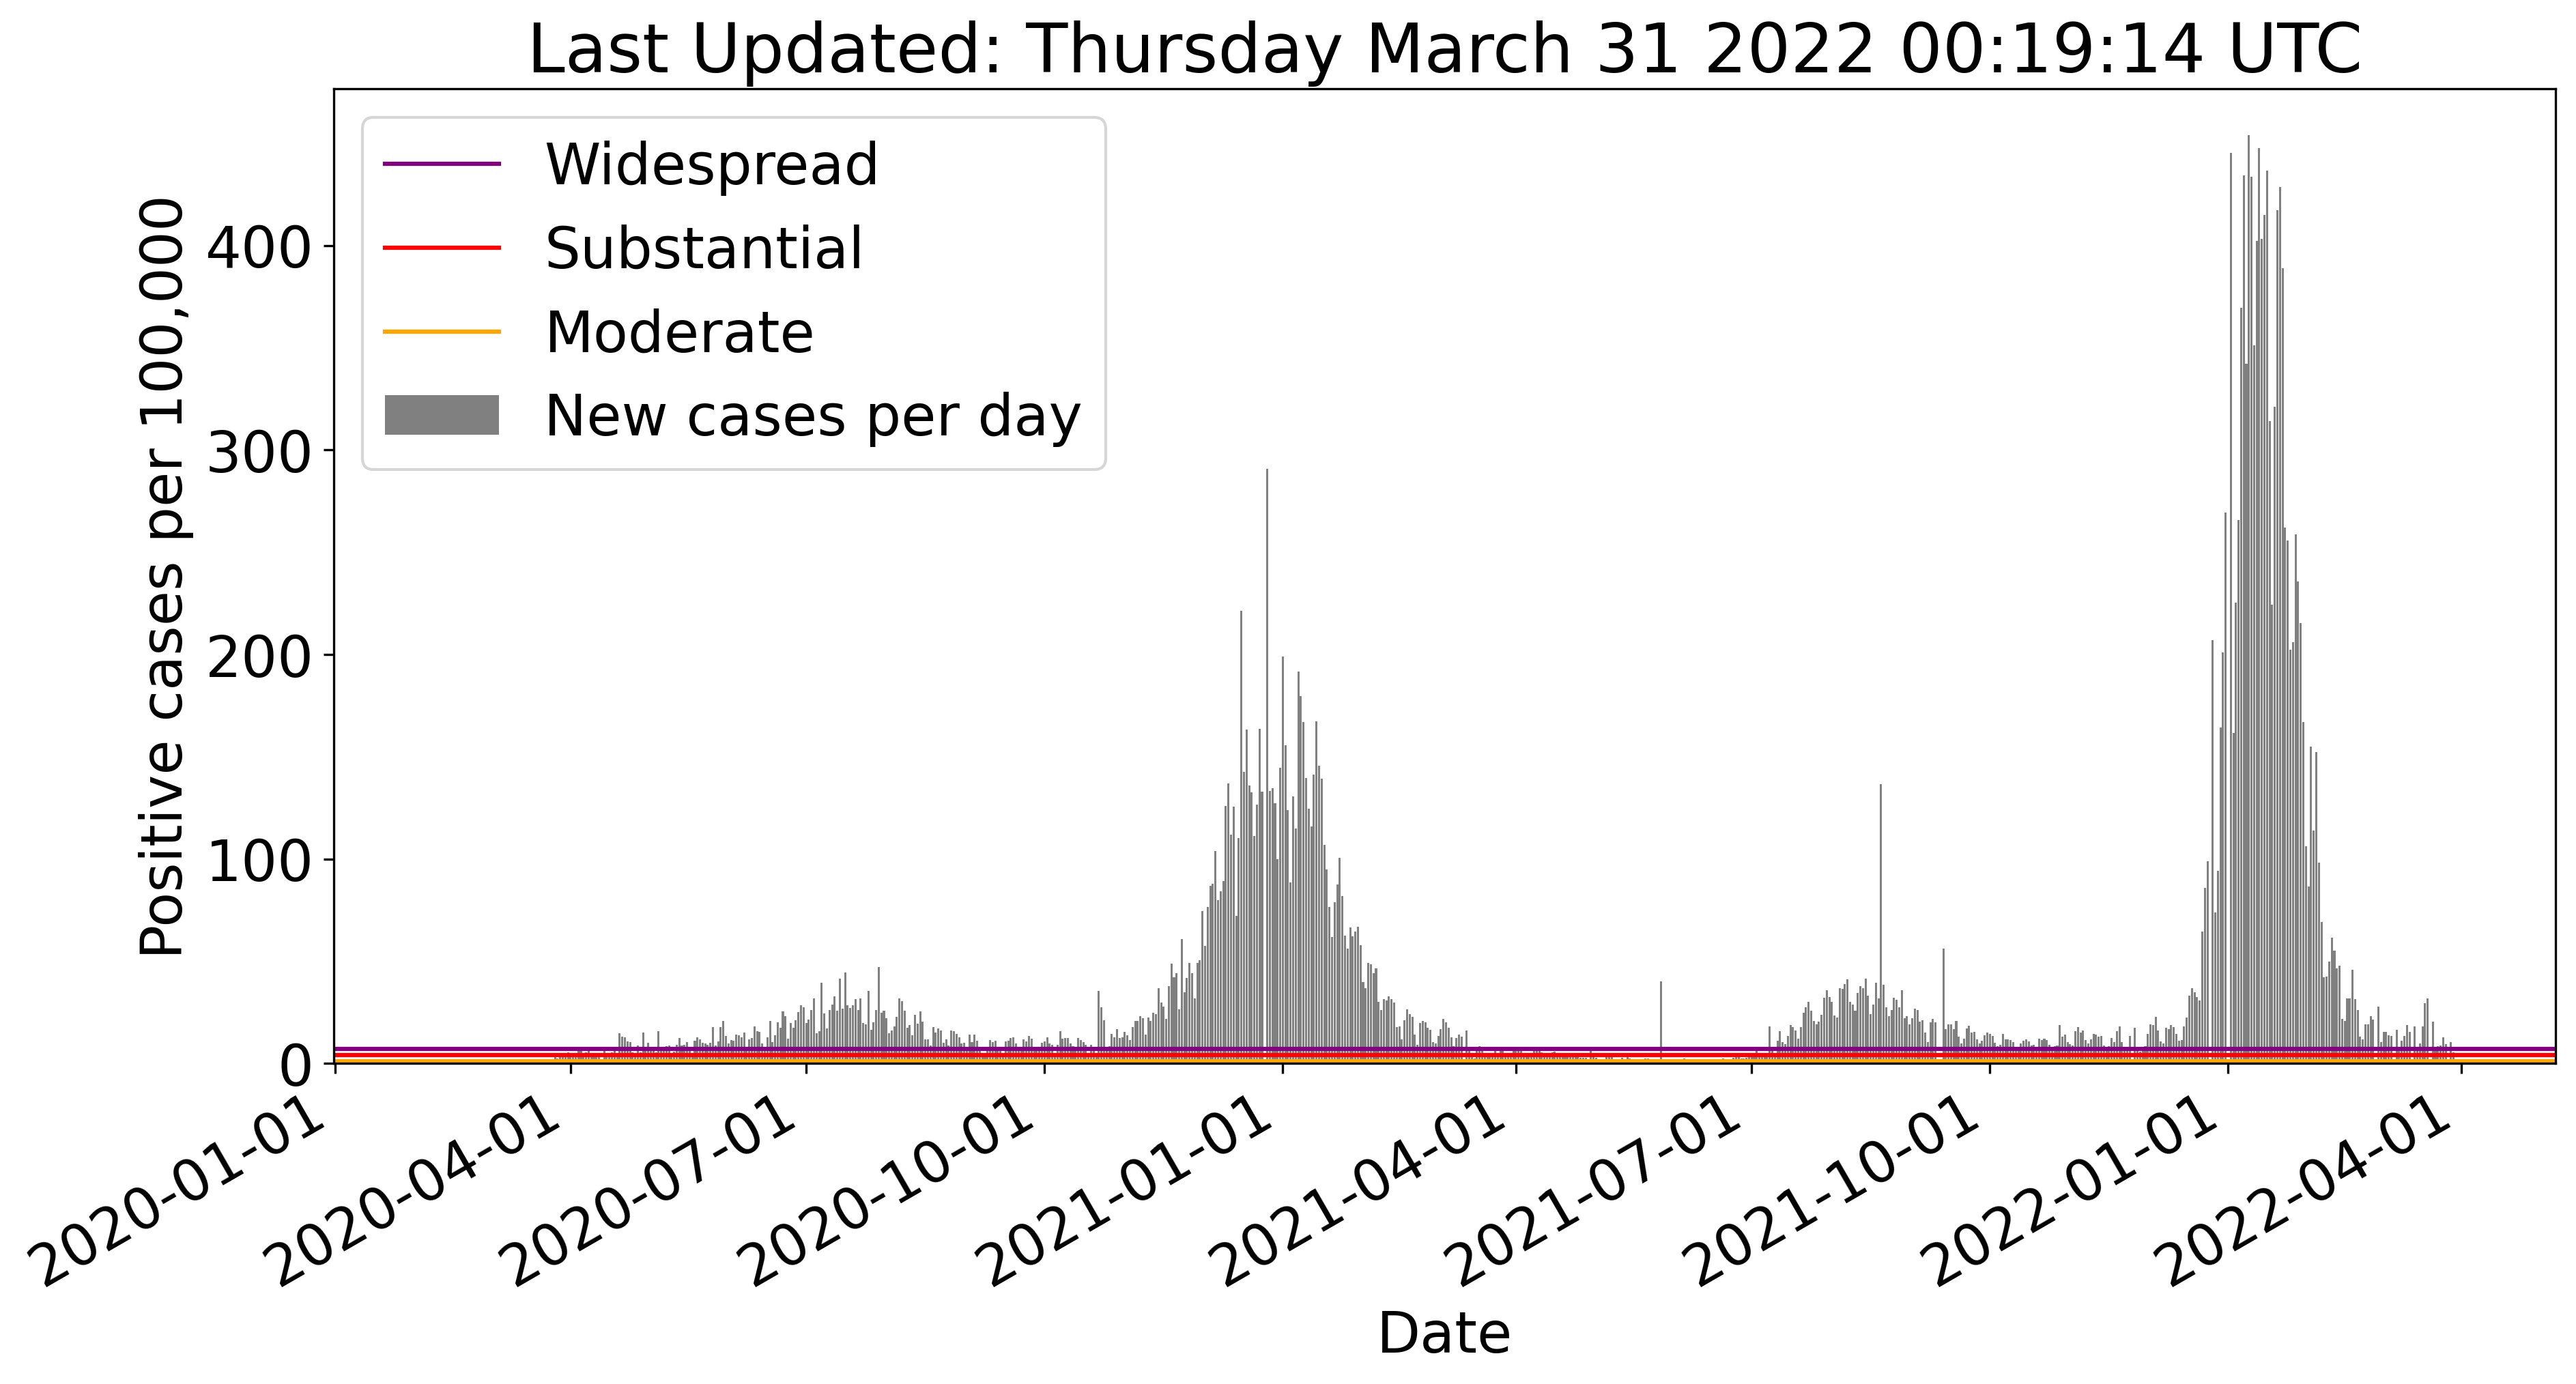 Last Updated: Thursday March 31 2022 00:19:14 UTC
Widespread
Substantial
Moderate
New cases per day
Positive cases per 100,000
400
300
200
100
0
2020-01-01
2020-04-01
2020-07-01
2020-10-01
2021-01-01
2021-04-01
2021-07-01
2021-10-01
2022-01-01
2022-04-01
Date